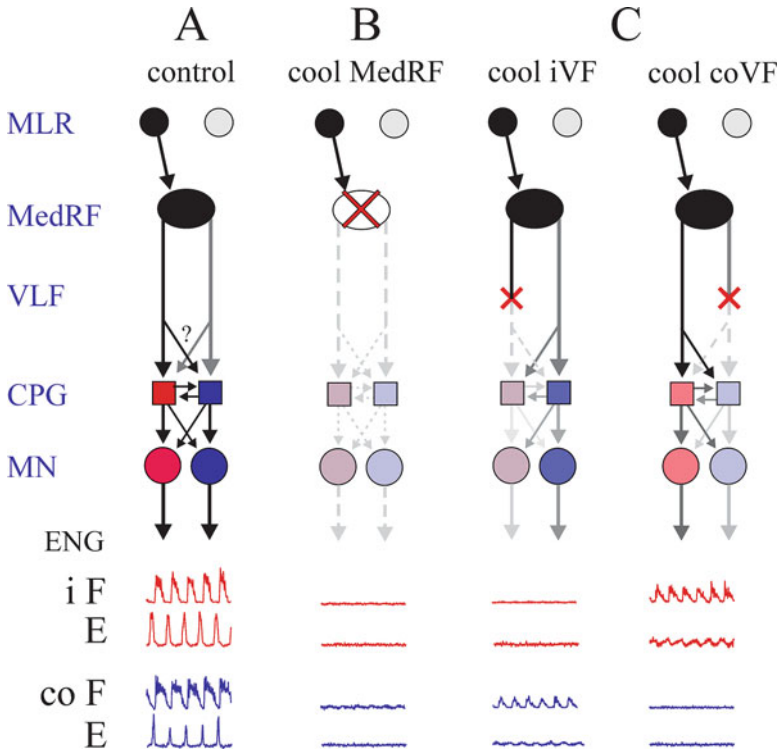 A B C
control cool MedRF cool iVF cool coVF
MLR
MedRF
VLF
?
CPG
MN
ENG
i F
E
co F
E